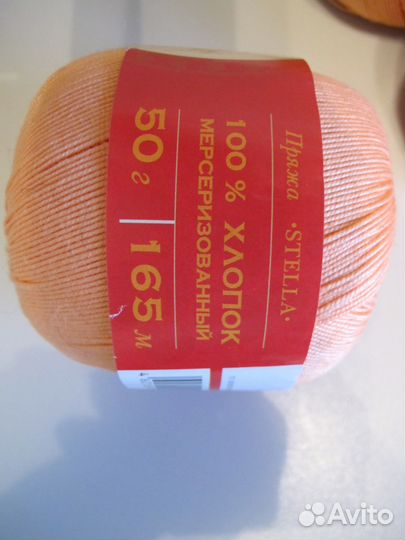 Пряжа •STELLA•
100 % ХЛОПОК
МЕРСЕРИЗОВАННЫЙ
50 г | 165 м
Avito